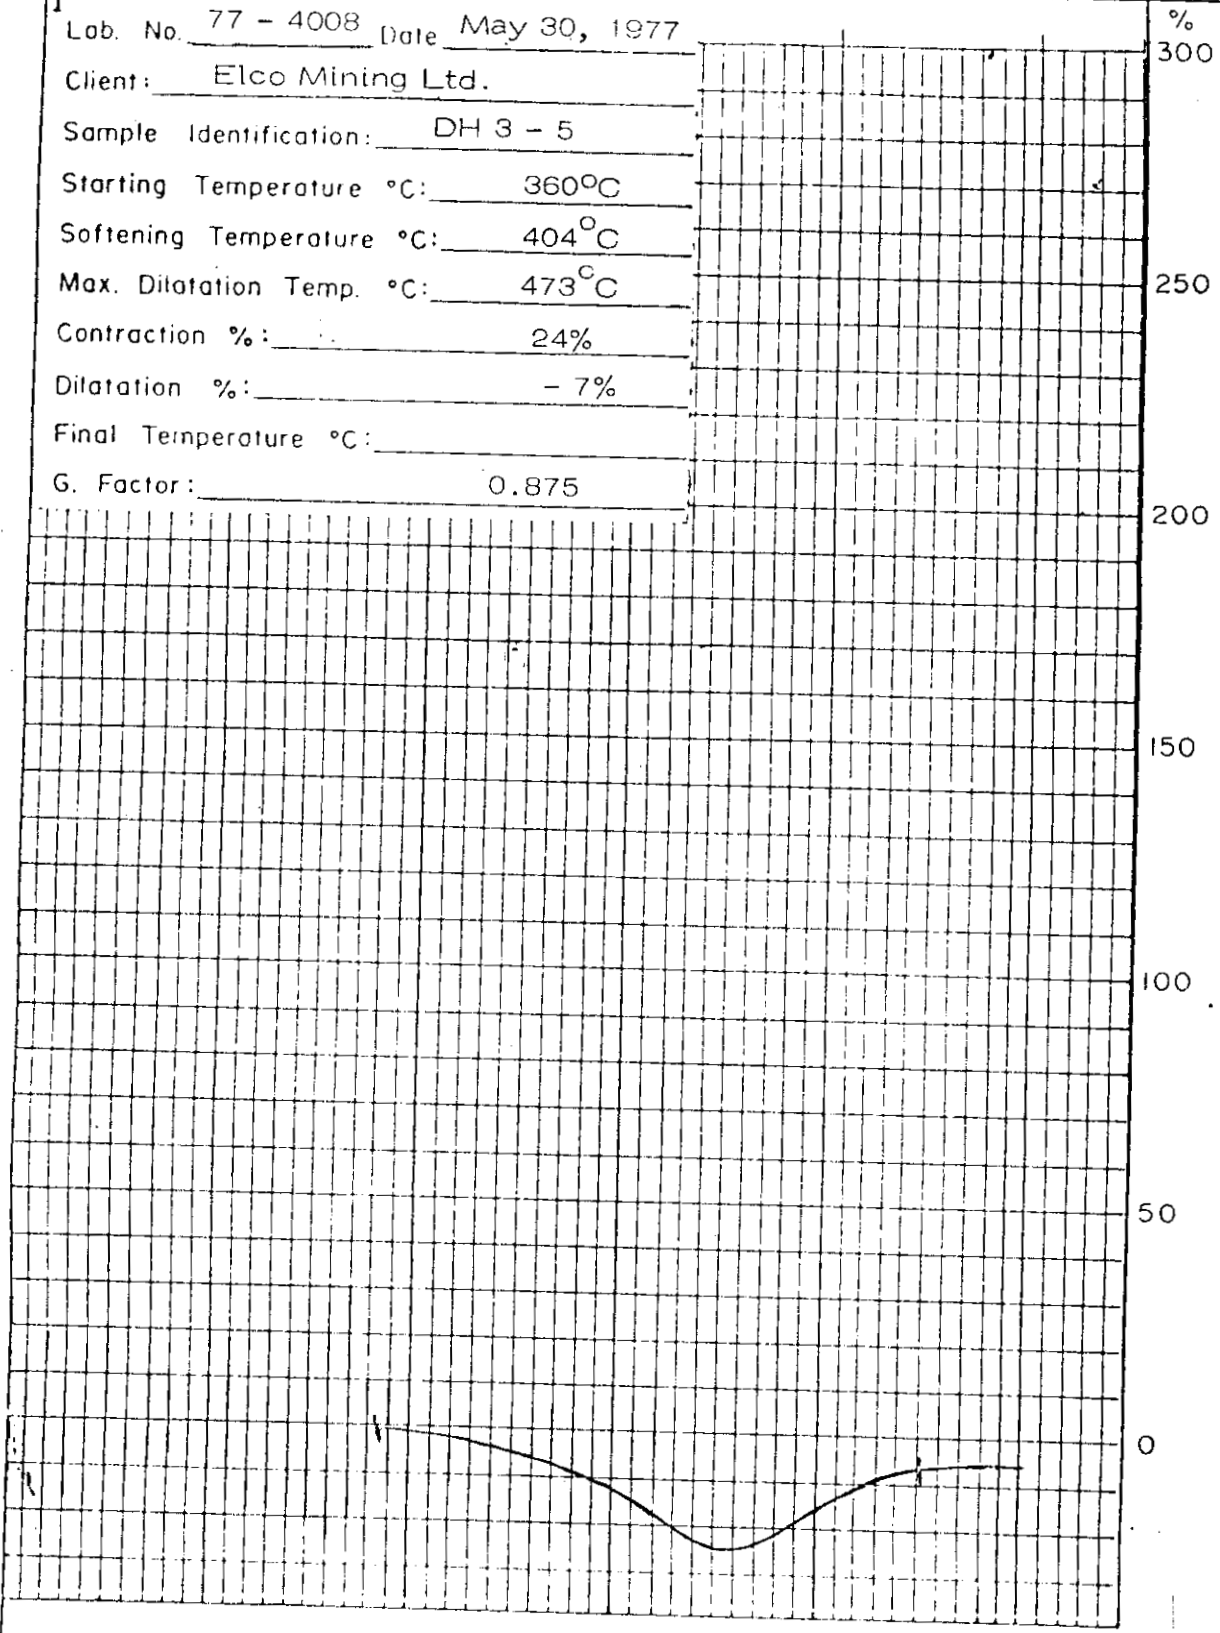 Lab. No. 77 - 4008 Date May 30, 1977
Client: Elco Mining Ltd.
Sample Identification: DH 3 - 5
Starting Temperature °C: 360°C
Softening Temperature °C: 404°C
Max. Dilatation Temp. °C: 473°C
Contraction %: 24%
Dilatation %: - 7%
Final Temperature °C:
G. Factor: 0.875
%
300
250
200
150
100
50
0